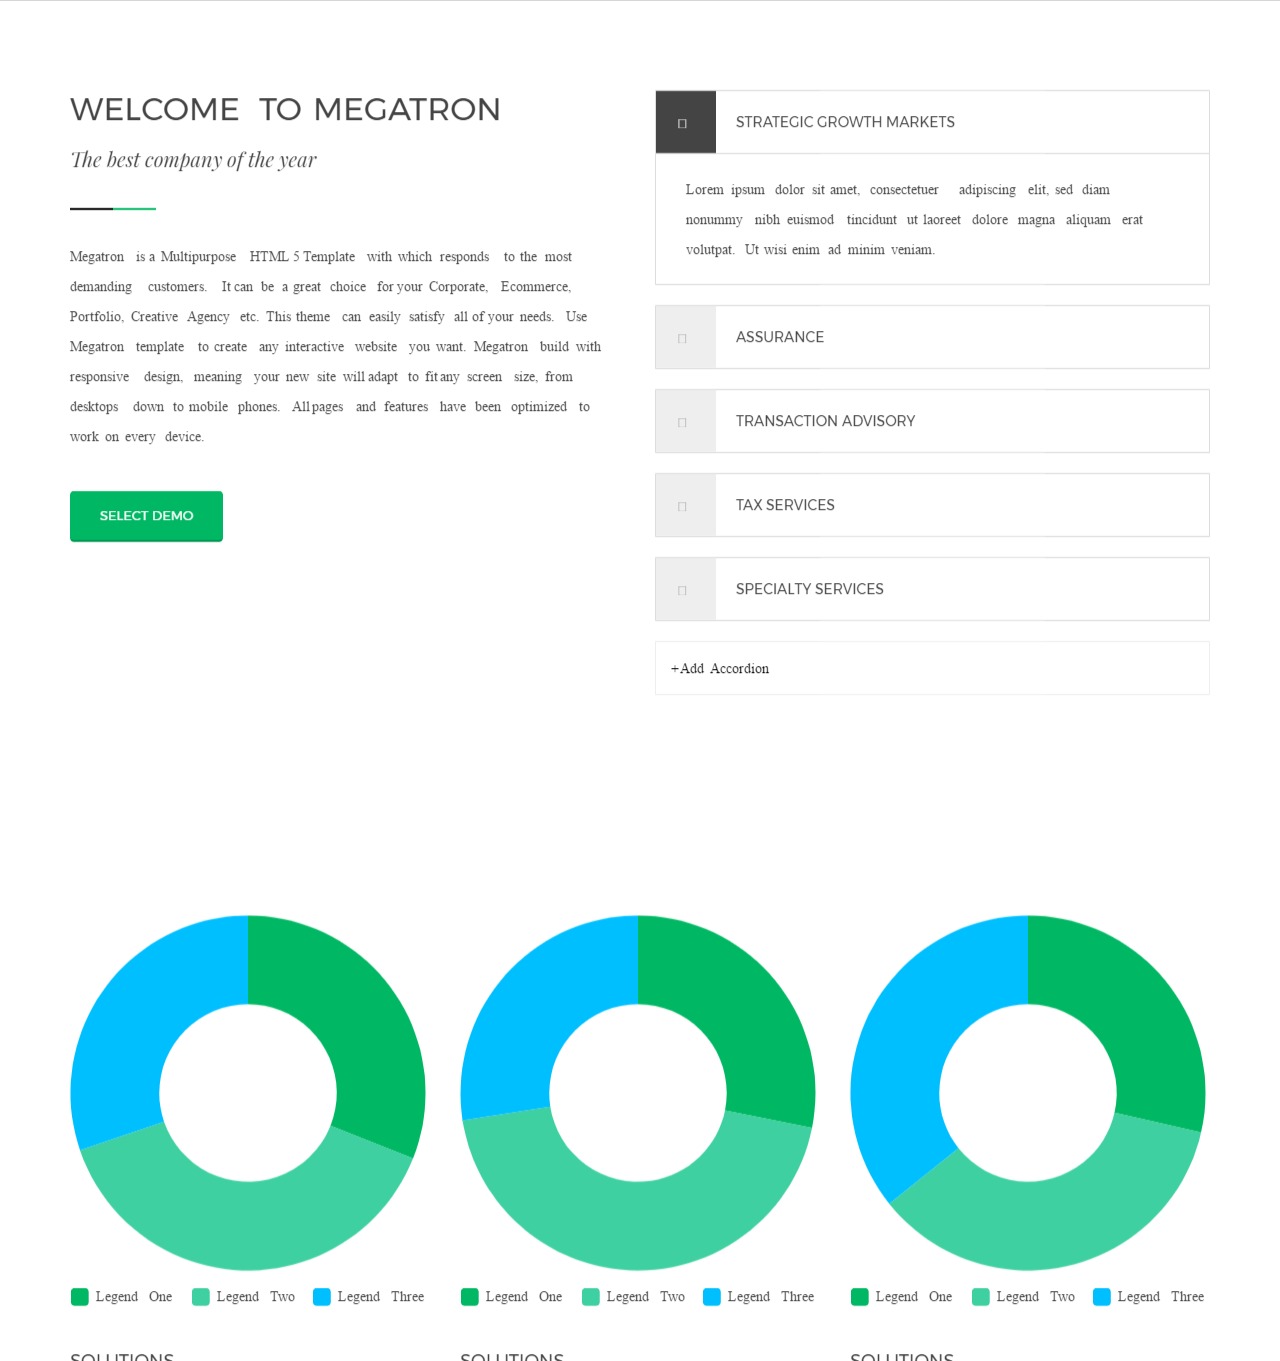 WELCOME TO MEGATRON
The best company of the year
Megatron is a Multipurpose HTML 5 Template with which responds to the most
demanding customers. It can be a great choice for your Corporate, Ecommerce,
Portfolio, Creative Agency etc. This theme can easily satisfy all of your needs. Use
Megatron template to create any interactive website you want. Megatron build with
responsive design, meaning your new site will adapt to fit any screen size, from
desktops down to mobile phones. All pages and features have been optimized to
work on every device.
SELECT DEMO
STRATEGIC GROWTH MARKETS
Lorem ipsum dolor sit amet, consectetuer adipiscing elit, sed diam
nonummy nibh euismod tincidunt ut laoreet dolore magna aliquam erat
volutpat. Ut wisi enim ad minim veniam.
ASSURANCE
TRANSACTION ADVISORY
TAX SERVICES
SPECIALTY SERVICES
+Add Accordion
Legend One Legend Two Legend Three
Legend One Legend Two Legend Three
Legend One Legend Two Legend Three
SOLUTIONS
SOLUTIONS
SOLUTIONS